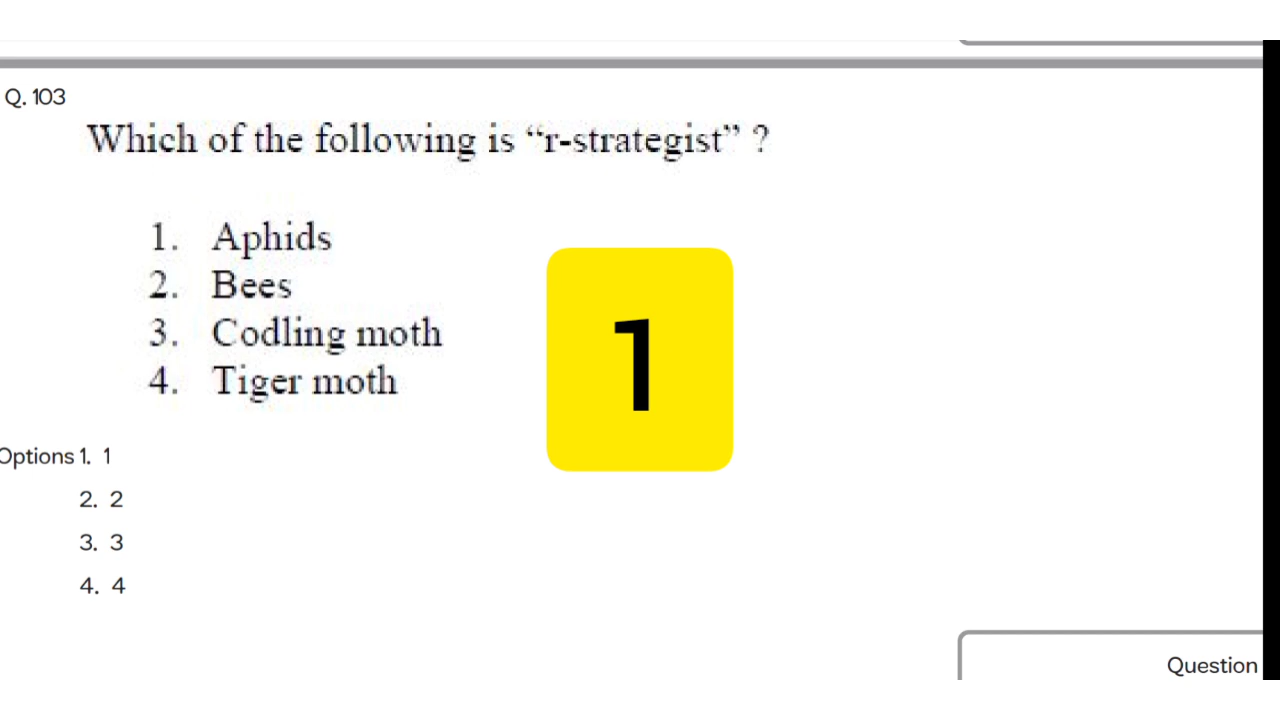 Q. 103
Which of the following is “r-strategist” ?
1. Aphids
2. Bees
3. Codling moth
4. Tiger moth
1
Options 1. 1
2. 2
3. 3
4. 4
Question